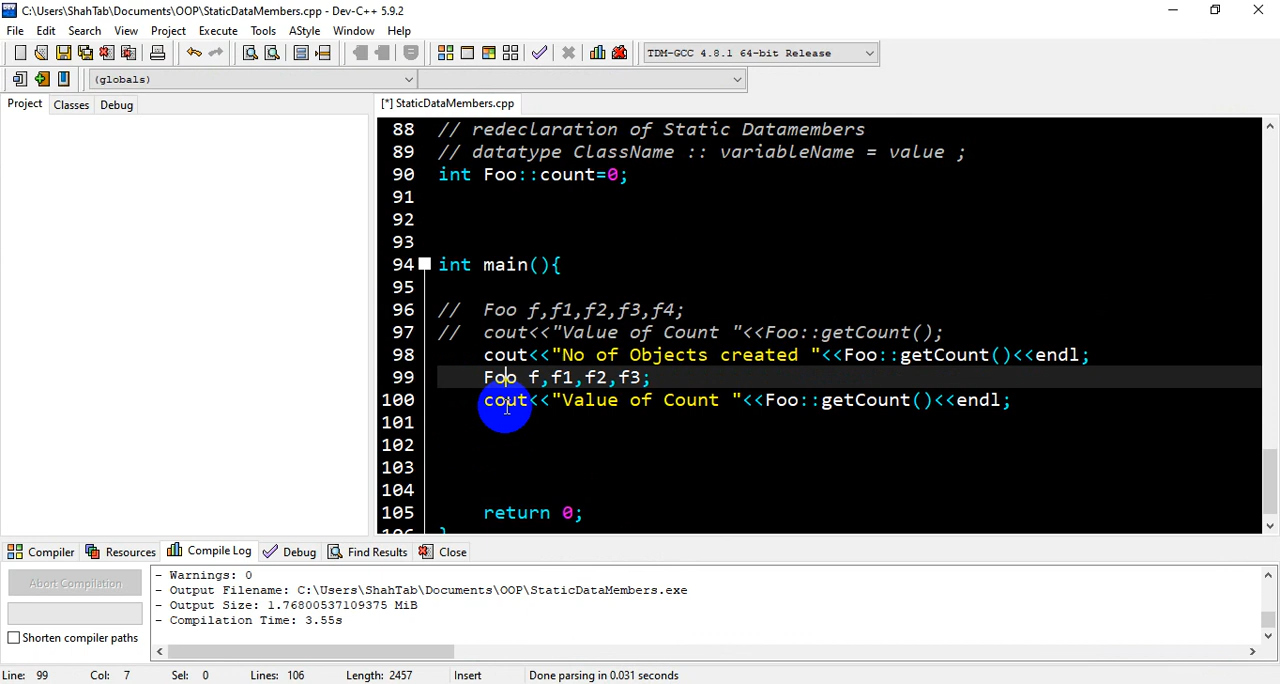 C:\Users\ShahTab\Documents\OOP\StaticDataMembers.cpp - Dev-C++ 5.9.2
File Edit Search View Project Execute Tools AStyle Window Help
TDM-GCC 4.8.1 64-bit Release
(globals)
Project Classes Debug
[*] StaticDataMembers.cpp
88 // redeclaration of Static Datamembers
89 // datatype ClassName :: variableName = value ;
90 int Foo::count=0;
91
92
93
94 int main(){
95
96 // Foo f,f1,f2,f3,f4;
97 // cout<<"Value of Count "<<Foo::getCount();
98 cout<<"No of Objects created "<<Foo::getCount()<<endl;
99 Foo f,f1,f2,f3;
100 cout<<"Value of Count "<<Foo::getCount()<<endl;
101
102
103
104
105 return 0;
106 }
Compiler Resources Compile Log Debug Find Results Close
Abort Compilation
Shorten compiler paths
- Warnings: 0
- Output Filename: C:\Users\ShahTab\Documents\OOP\StaticDataMembers.exe
- Output Size: 1.76800537109375 MiB
- Compilation Time: 3.55s
Line: 99 Col: 7 Sel: 0 Lines: 106 Length: 2457 Insert Done parsing in 0.031 seconds